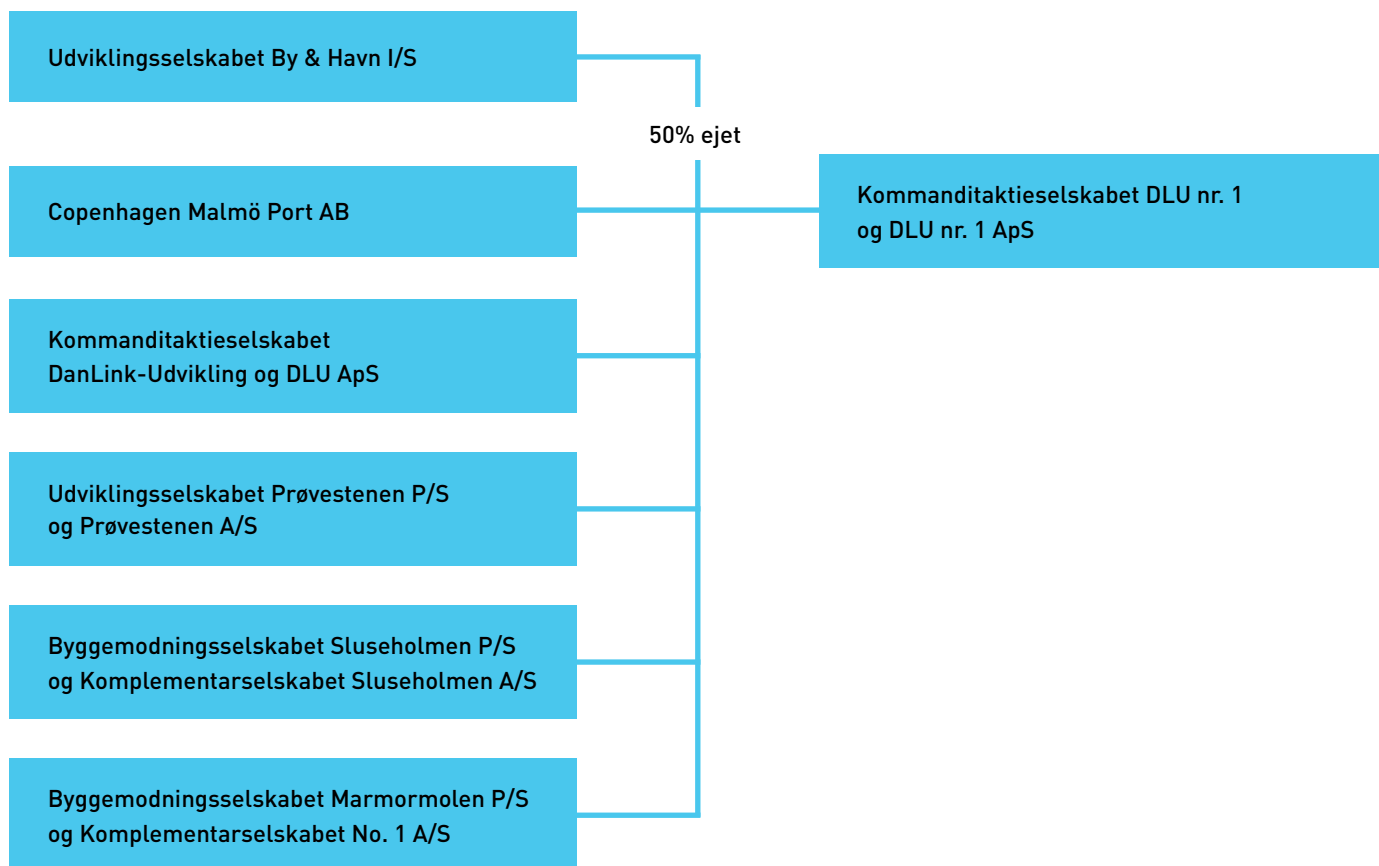 Udviklingsselskabet By & Havn I/S
50% ejet
Copenhagen Malmö Port AB
Kommanditaktieselskabet DLU nr. 1
og DLU nr. 1 ApS
Kommanditaktieselskabet
DanLink-Udvikling og DLU ApS
Udviklingsselskabet Prøvestenen P/S
og Prøvestenen A/S
Byggemodningsselskabet Sluseholmen P/S
og Komplementarselskabet Sluseholmen A/S
Byggemodningsselskabet Marmormolen P/S
og Komplementarselskabet No. 1 A/S